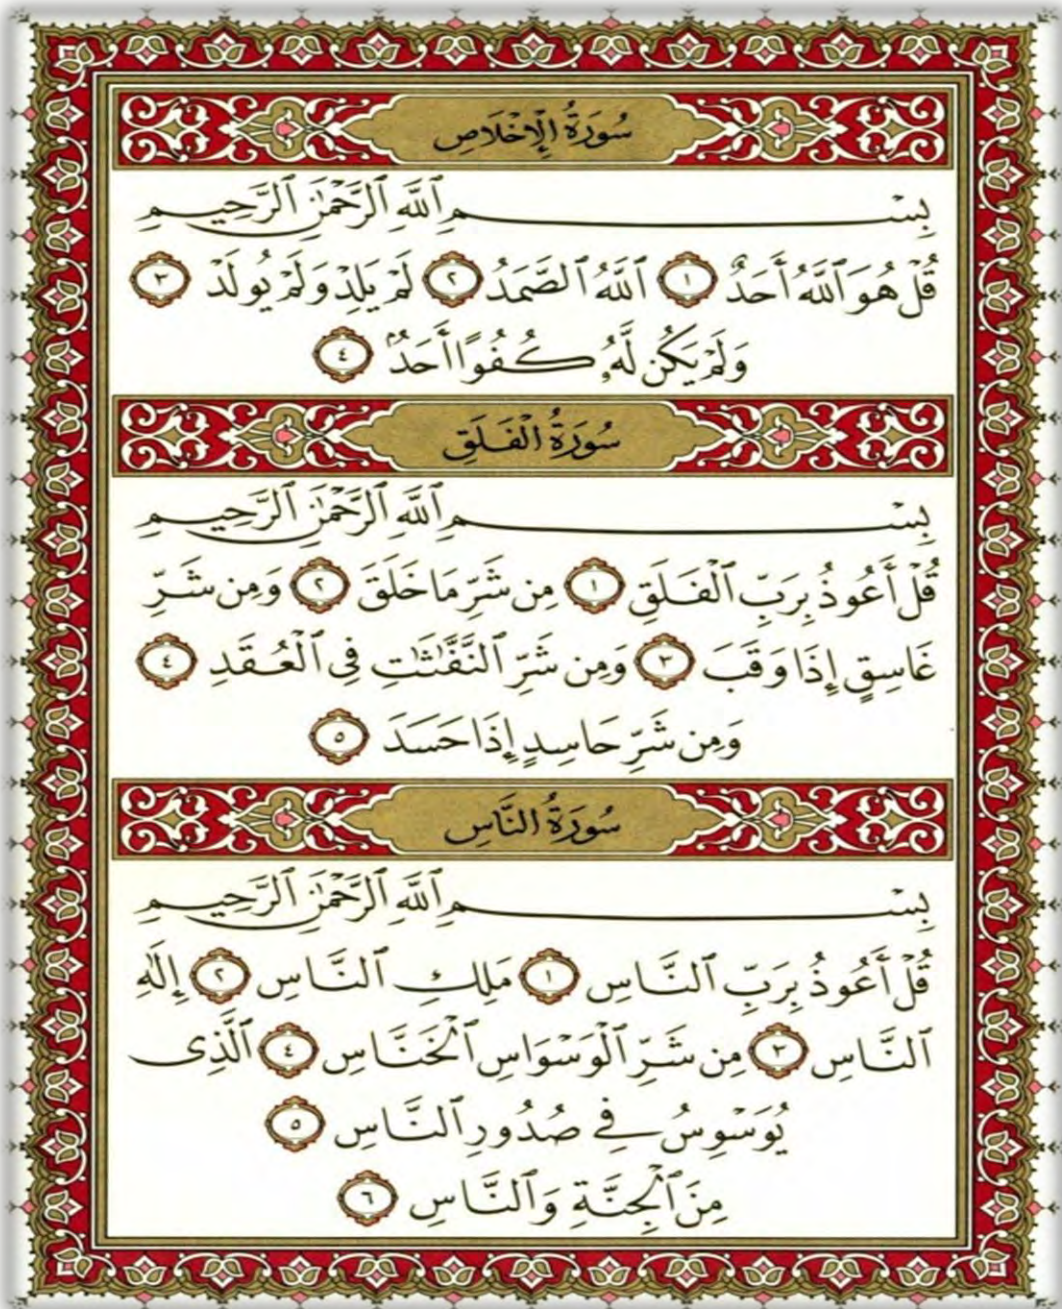 سُورَةُ الإِخْلَاصِ
بِسْمِ ٱللَّهِ ٱلرَّحْمَٰنِ ٱلرَّحِيمِ
قُلْ هُوَ ٱللَّهُ أَحَدٌ ١ ٱللَّهُ ٱلصَّمَدُ ٢ لَمْ يَلِدْ وَلَمْ يُولَدْ ٣
وَلَمْ يَكُن لَّهُۥ كُفُوًا أَحَدٌۢ ٤
سُورَةُ الْفَلَقِ
بِسْمِ ٱللَّهِ ٱلرَّحْمَٰنِ ٱلرَّحِيمِ
قُلْ أَعُوذُ بِرَبِّ ٱلْفَلَقِ ١ مِن شَرِّ مَا خَلَقَ ٢ وَمِن شَرِّ
غَاسِقٍ إِذَا وَقَبَ ٣ وَمِن شَرِّ ٱلنَّفَّٰثَٰتِ فِى ٱلْعُقَدِ ٤
وَمِن شَرِّ حَاسِدٍ إِذَا حَسَدَ ٥
سُورَةُ النَّاسِ
بِسْمِ ٱللَّهِ ٱلرَّحْمَٰنِ ٱلرَّحِيمِ
قُلْ أَعُوذُ بِرَبِّ ٱلنَّاسِ ١ مَلِكِ ٱلنَّاسِ ٢ إِلَٰهِ
ٱلنَّاسِ ٣ مِن شَرِّ ٱلْوَسْوَاسِ ٱلْخَنَّاسِ ٤ ٱلَّذِى
يُوَسْوِسُ فِى صُدُورِ ٱلنَّاسِ ٥
مِنَ ٱلْجِنَّةِ وَٱلنَّاسِ ٦